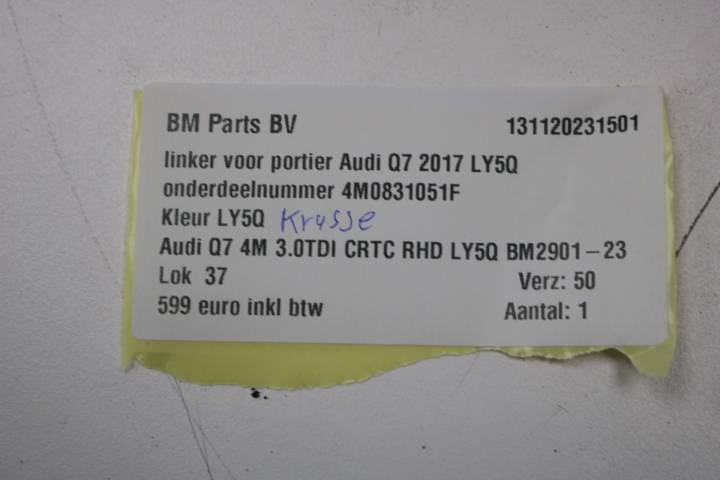 BM Parts BV 131120231501
linker voor portier Audi Q7 2017 LY5Q
onderdeelnummer 4M0831051F
Kleur LY5Q Krasse
Audi Q7 4M 3.0TDI CRTC RHD LY5Q BM2901-23
Lok 37 Verz: 50
599 euro inkl btw Aantal: 1